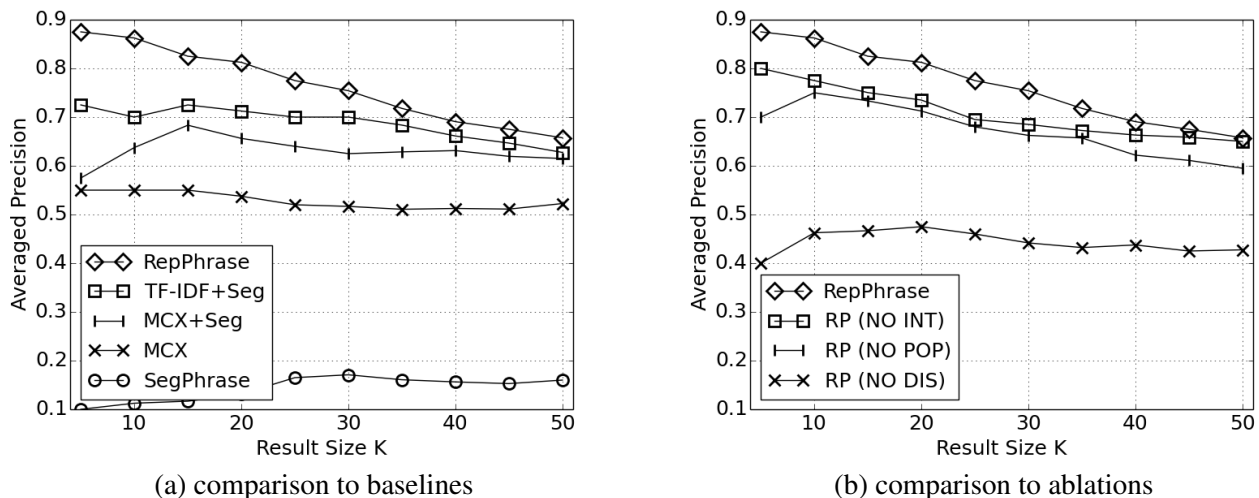 0.9
0.8
0.7
0.6
0.5
0.4
0.3
0.2
0.1
Averaged Precision
RepPhrase
TF-IDF+Seg
MCX+Seg
MCX
SegPhrase
10 20 30 40 50
Result Size K
(a) comparison to baselines
0.9
0.8
0.7
0.6
0.5
0.4
0.3
0.2
0.1
Averaged Precision
RepPhrase
RP (NO INT)
RP (NO POP)
RP (NO DIS)
10 20 30 40 50
Result Size K
(b) comparison to ablations